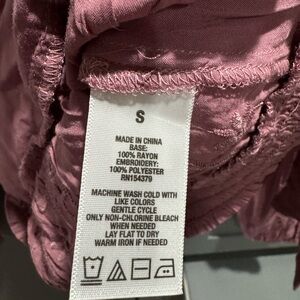 S
MADE IN CHINA
BASE:
100% RAYON
EMBROIDERY:
100% POLYESTER
RN154379
MACHINE WASH COLD WITH
LIKE COLORS
GENTLE CYCLE
ONLY NON-CHLORINE BLEACH
WHEN NEEDED
LAY FLAT TO DRY
WARM IRON IF NEEDED